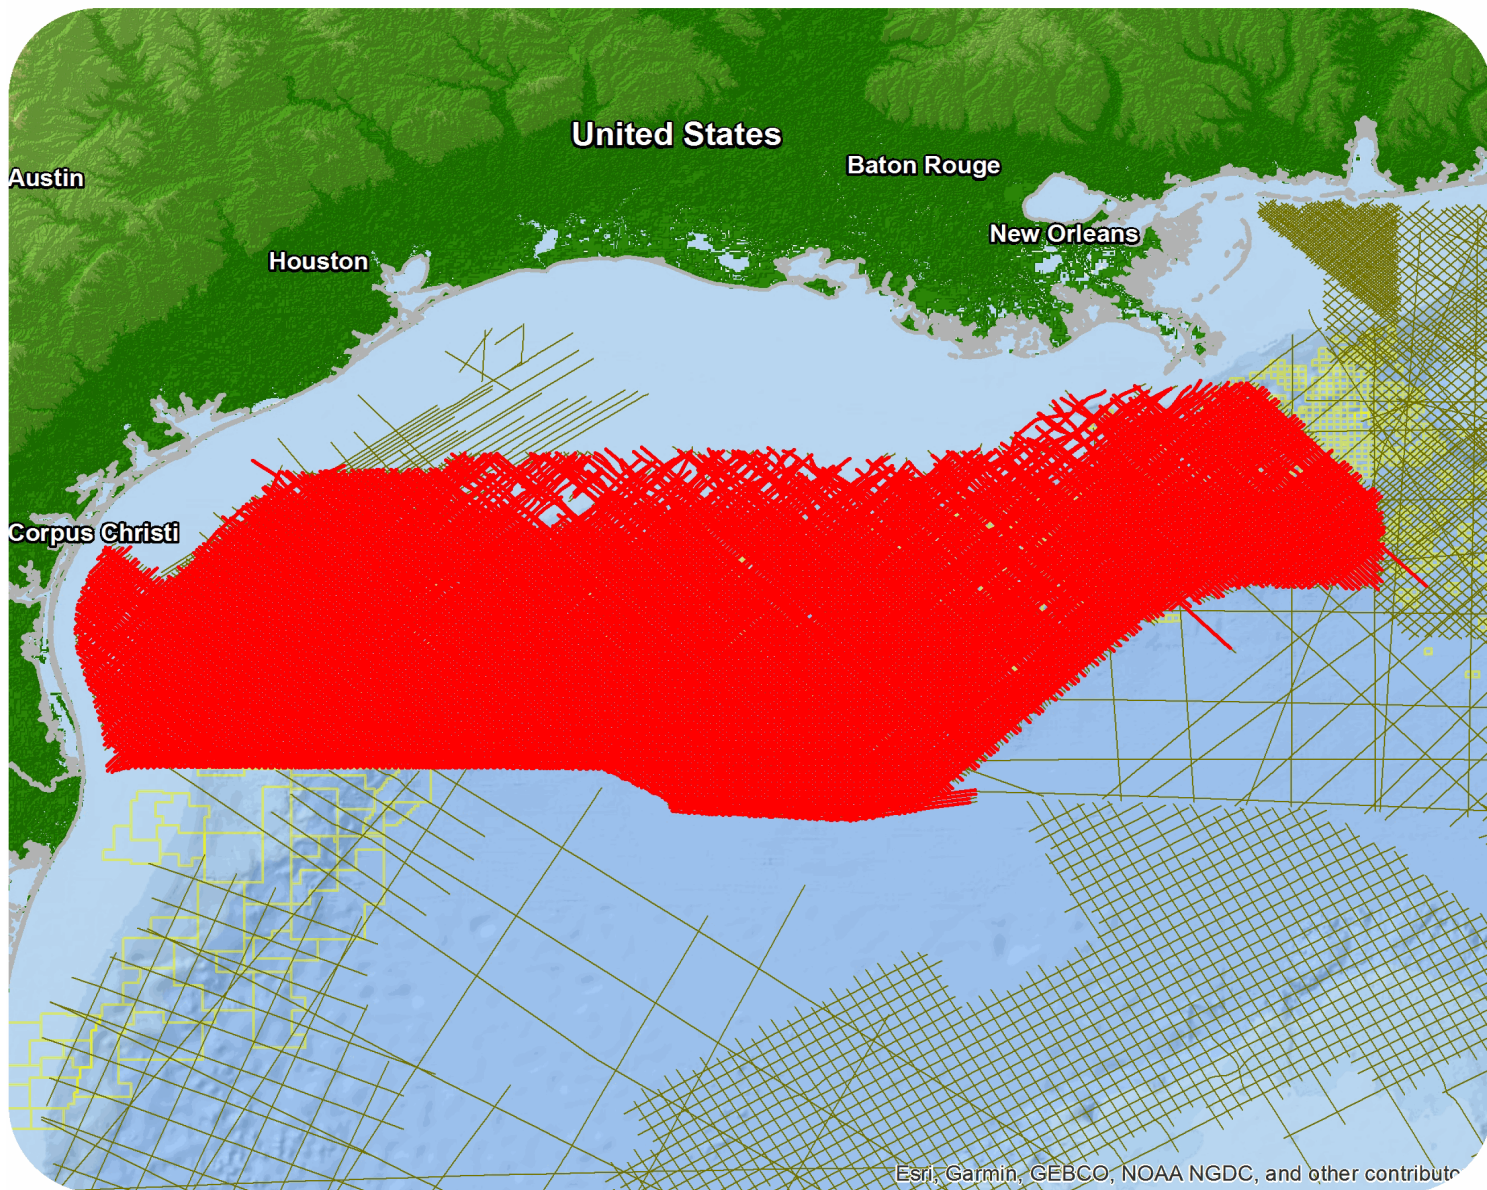 United States
Baton Rouge
Austin
New Orleans
Houston
Corpus Christi
Esri, Garmin, GEBCO, NOAA NGDC, and other contributo